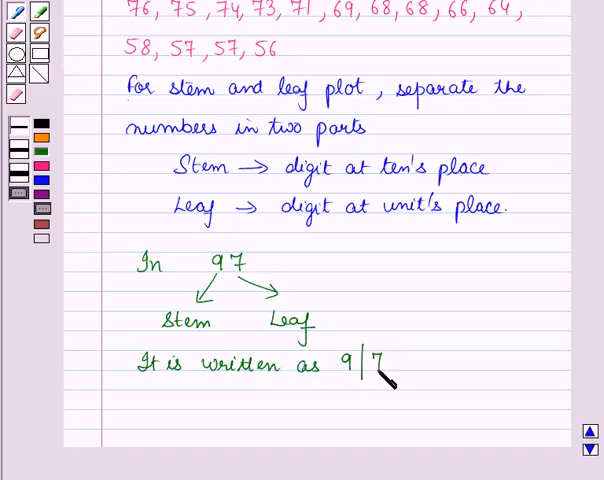 76, 75, 74, 73, 71, 69, 68, 68, 66, 64,
58, 57, 57, 56
For stem and leaf plot, separate the
numbers in two parts
Stem → digit at ten's place
Leaf → digit at unit's place.
In 97
Stem Leaf
It is written as 9|7